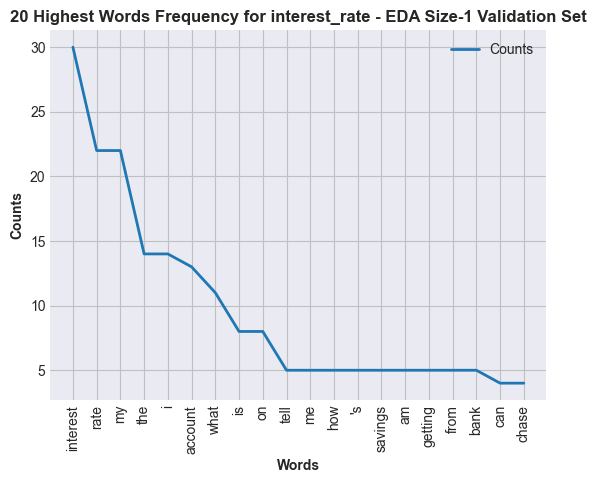 20 Highest Words Frequency for interest_rate - EDA Size-1 Validation Set
Counts
30
25
20
15
10
5
Counts
interest
rate
my
the
i
account
what
is
on
tell
me
how
's
savings
am
getting
from
bank
can
chase
Words